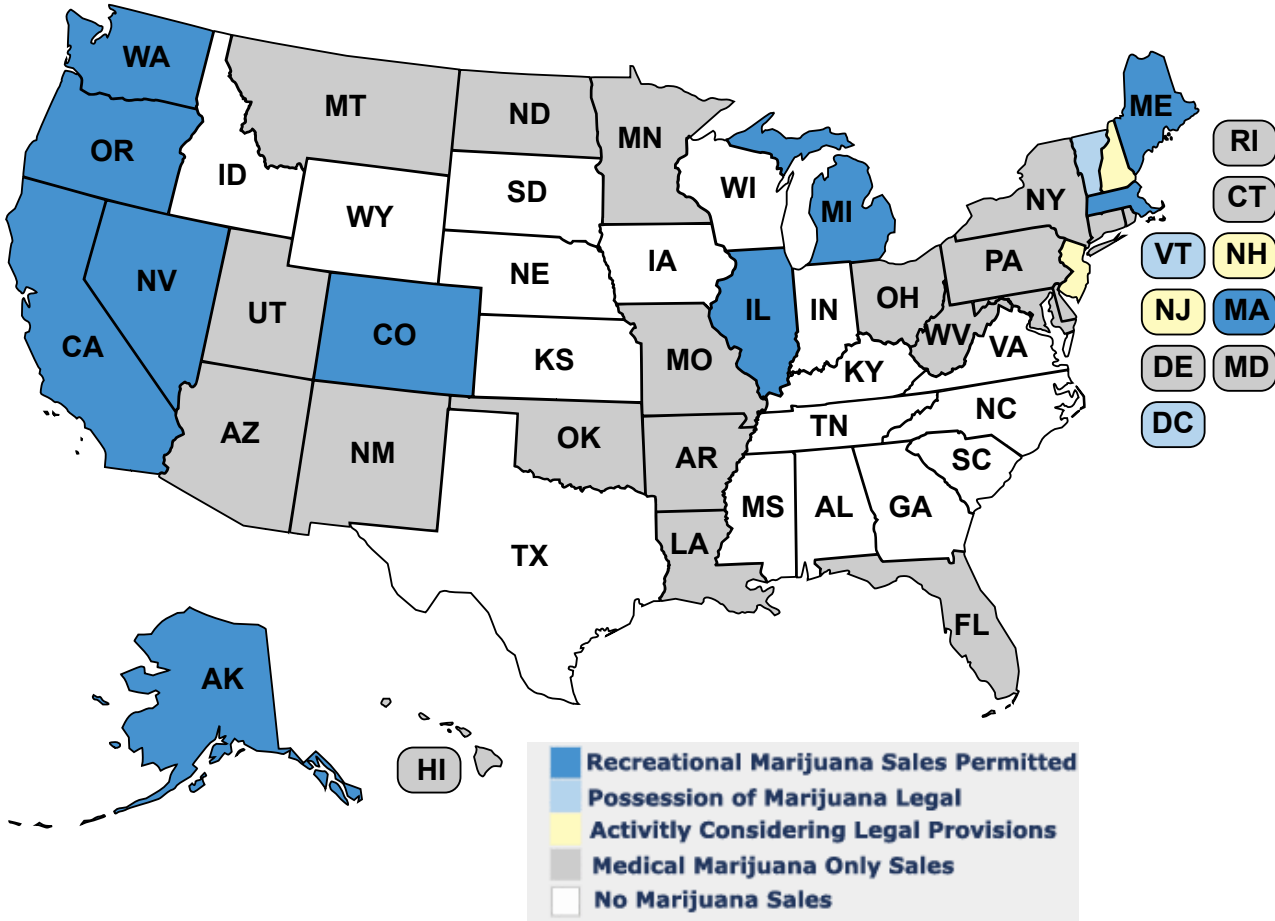 WA
MT
ND
MN
ME
OR
ID
SD
WI
MI
NY
RI
WY
CT
NV
NE
IA
PA
VT
NH
UT
CO
IL
IN
OH
NJ
MA
CA
KS
MO
WV
VA
KY
DE
MD
AZ
NM
OK
AR
TN
NC
DC
SC
MS
AL
GA
TX
LA
FL
AK
HI
Recreational Marijuana Sales Permitted
Possession of Marijuana Legal
Activitly Considering Legal Provisions
Medical Marijuana Only Sales
No Marijuana Sales